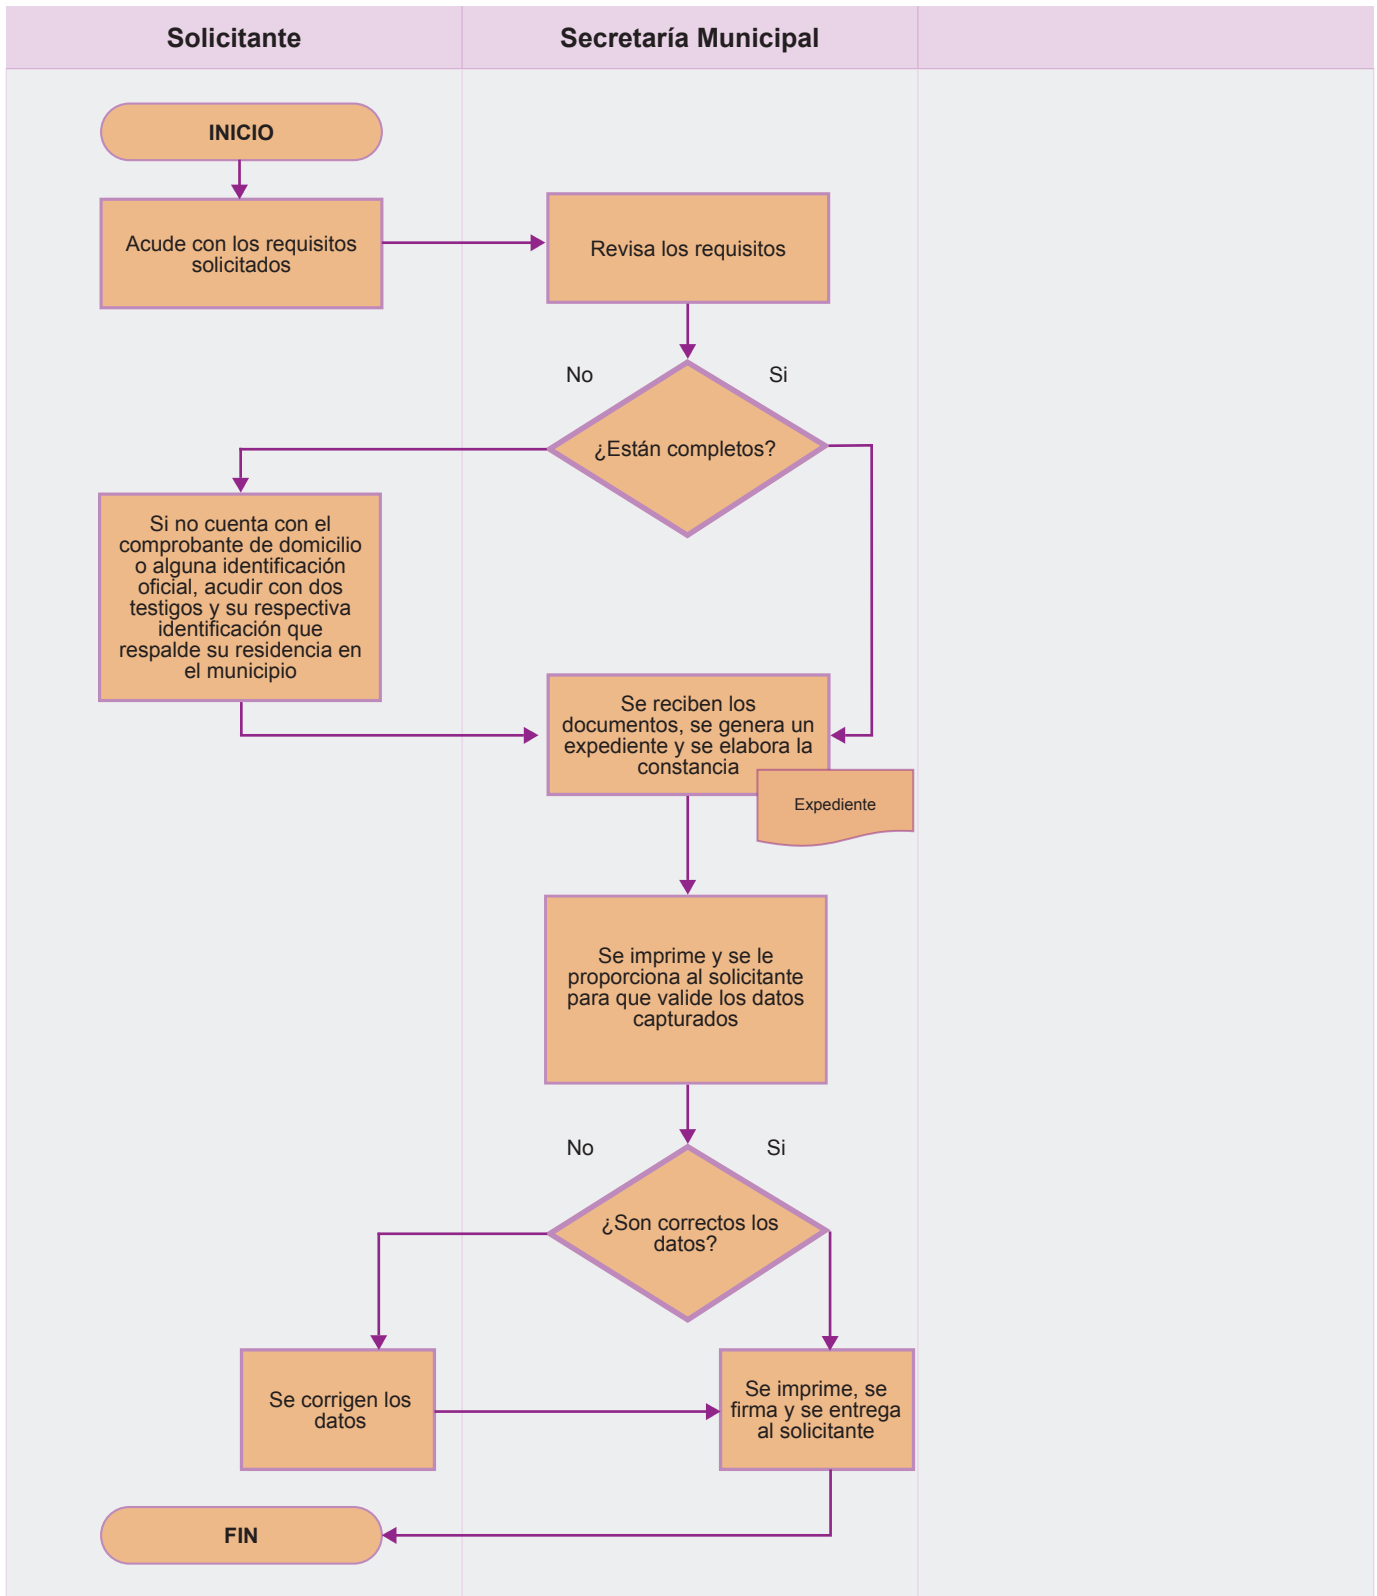 Solicitante
Secretaría Municipal
INICIO
Acude con los requisitos
solicitados
Revisa los requisitos
No
Si
¿Están completos?
Si no cuenta con el
comprobante de domicilio
o alguna identificación
oficial, acudir con dos
testigos y su respectiva
identificación que
respalde su residencia en
el municipio
Se reciben los
documentos, se genera un
expediente y se elabora la
constancia
Expediente
Se imprime y se le
proporciona al solicitante
para que valide los datos
capturados
No
Si
¿Son correctos los
datos?
Se corrigen los
datos
Se imprime, se
firma y se entrega
al solicitante
FIN